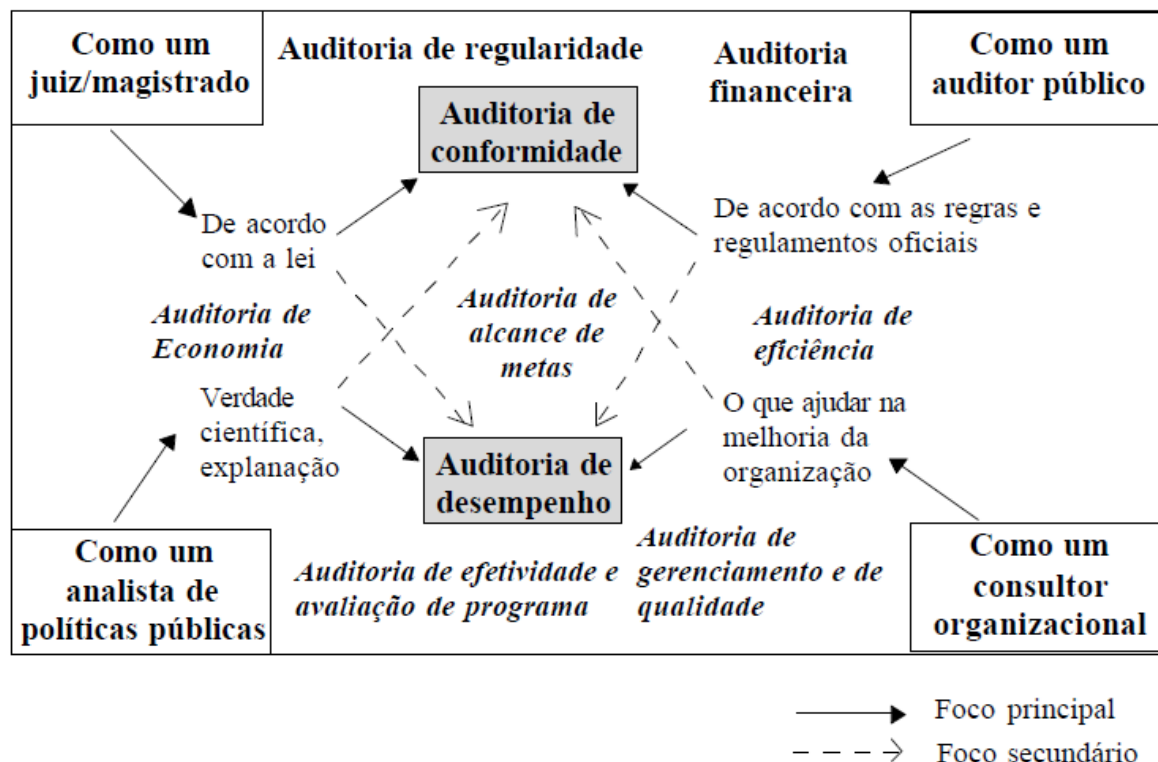 Como um
juiz/magistrado
Auditoria de regularidade
Auditoria
financeira
Como um
auditor público
Auditoria de
conformidade
De acordo
com a lei
De acordo com as regras e
regulamentos oficiais
Auditoria de
Economia
Auditoria de
alcance de
metas
Auditoria de
eficiência
Verdade
científica,
explanação
O que ajudar na
melhoria da
organização
Auditoria de
desempenho
Como um
analista de
políticas públicas
Auditoria de efetividade e
avaliação de programa
Auditoria de
gerenciamento e de
qualidade
Como um
consultor
organizacional
Foco principal
Foco secundário